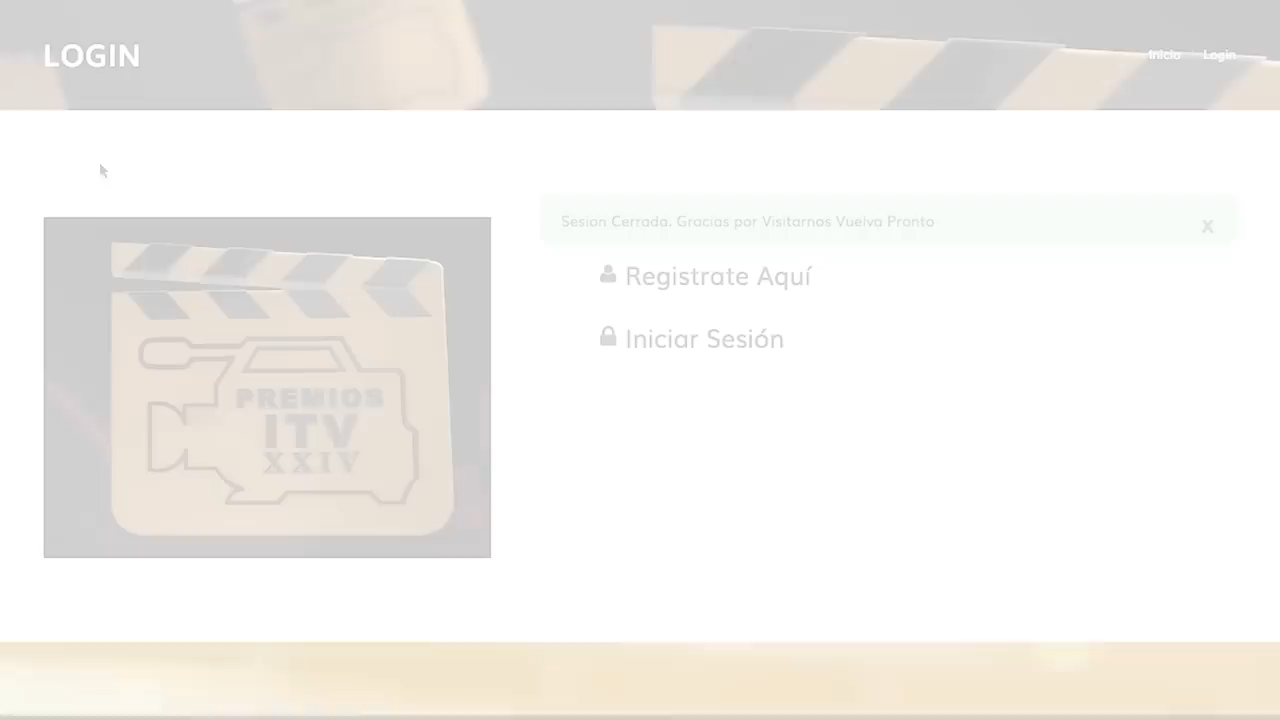 LOGIN
Inicio Login
Sesion Cerrada. Gracias por Visitarnos Vuelva Pronto
x
Registrate Aquí
Iniciar Sesión
PREMIOS
ITV
XXIV